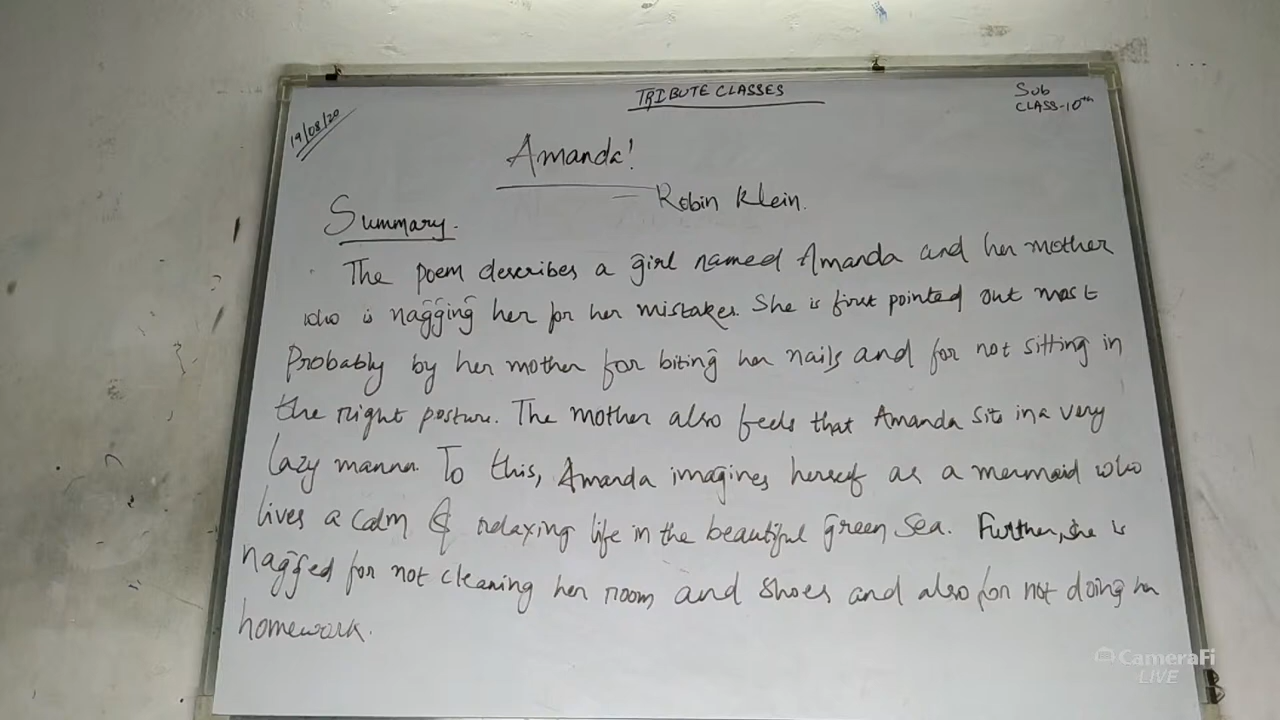 TRIBUTE CLASSES
Sub
CLASS-10th
19/08/20
Amanda!
— Robin Klein.
Summary.
The poem describes a girl named Amanda and her mother
who is nagging her for her mistakes. She is first pointed out most
Probably by her mother for biting her nails and for not sitting in
the right posture. The mother also feels that Amanda sits in a very
lazy manner. To this, Amanda imagines herself as a mermaid who
lives a calm & relaxing life in the beautiful green sea. Further, she is
nagged for not cleaning her room and shoes and also for not doing her
homework.
CameraFi
LIVE